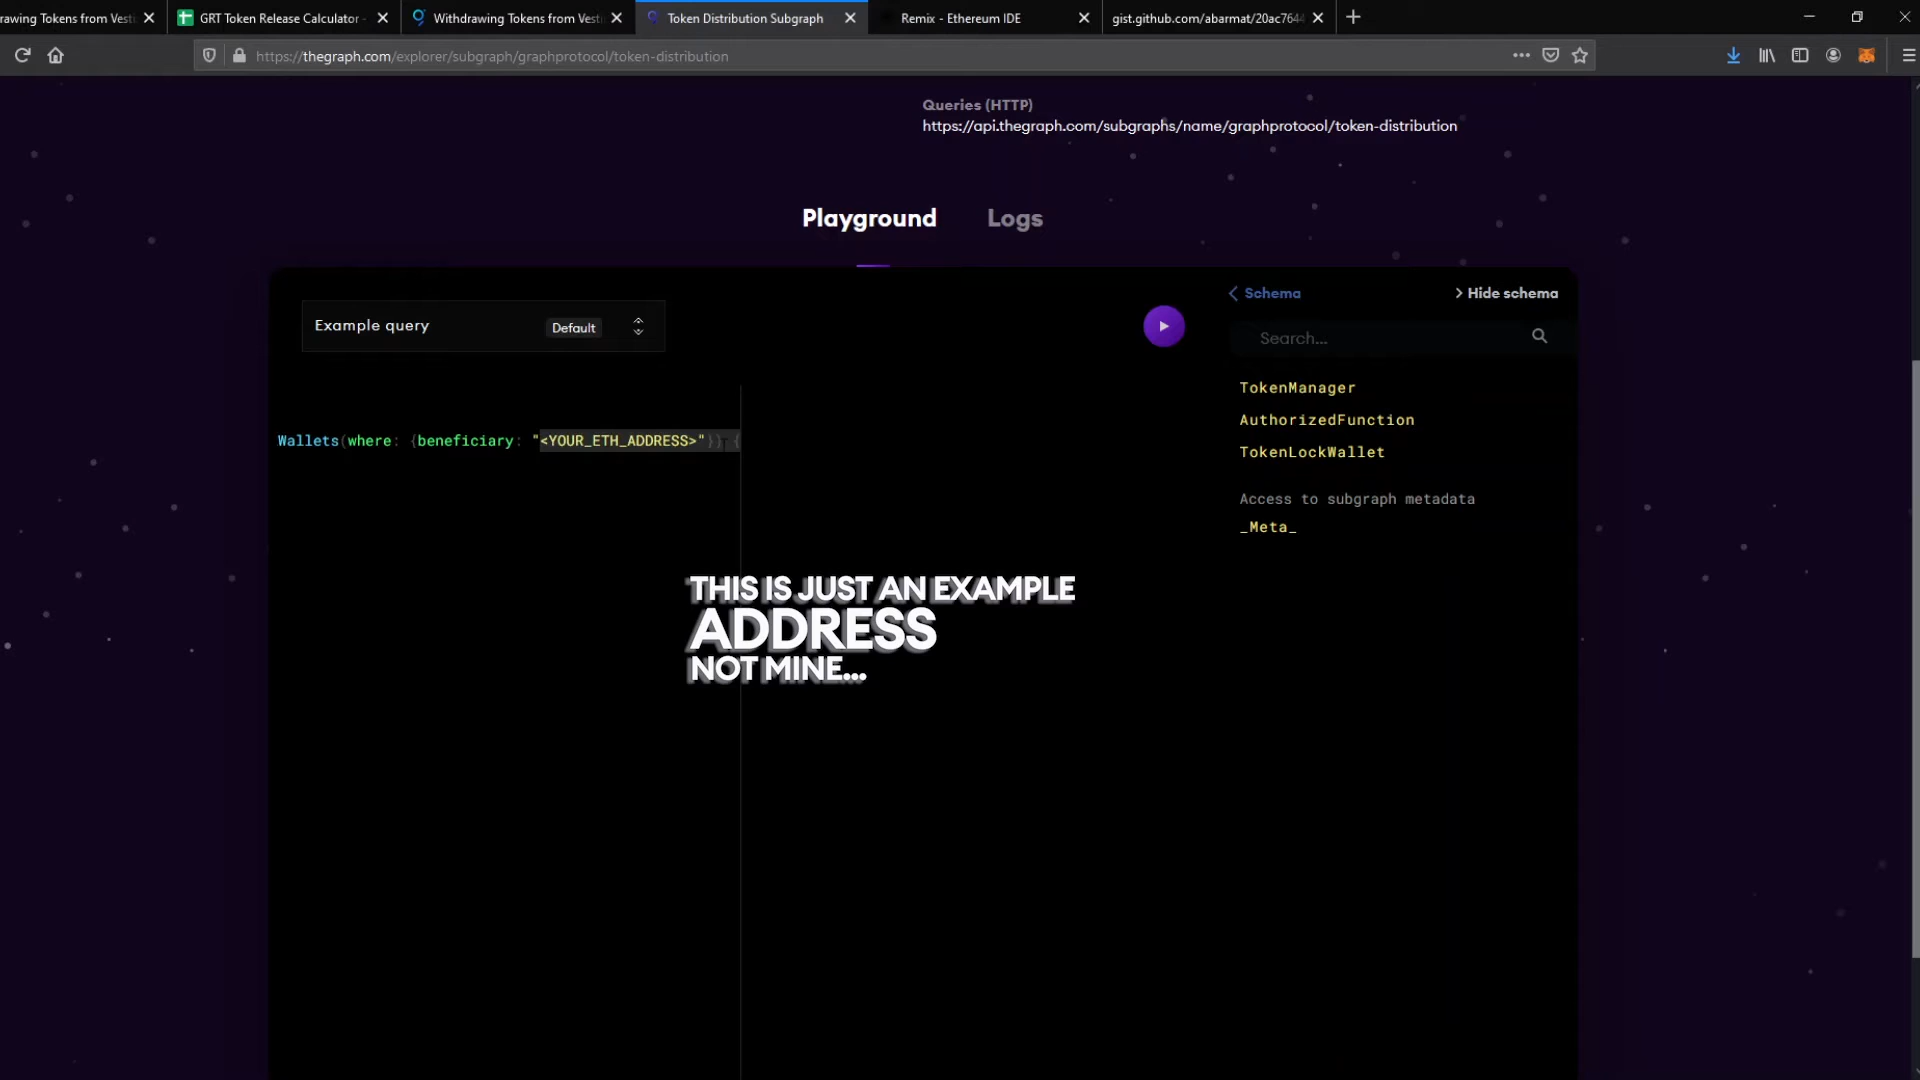 rawing Tokens from Vesti
GRT Token Release Calculator -
Withdrawing Tokens from Vesti
Token Distribution Subgraph
Remix - Ethereum IDE
gist.github.com/abarmat/20ac7644
https://thegraph.com/explorer/subgraph/graphprotocol/token-distribution
Queries (HTTP)
https://api.thegraph.com/subgraphs/name/graphprotocol/token-distribution
Playground
Logs
Example query
Default
Schema
Hide schema
Search...
Wallets(where: {beneficiary: "<YOUR_ETH_ADDRESS>"}) {
TokenManager
AuthorizedFunction
TokenLockWallet
Access to subgraph metadata
_Meta_
THIS IS JUST AN EXAMPLE
ADDRESS
NOT MINE...